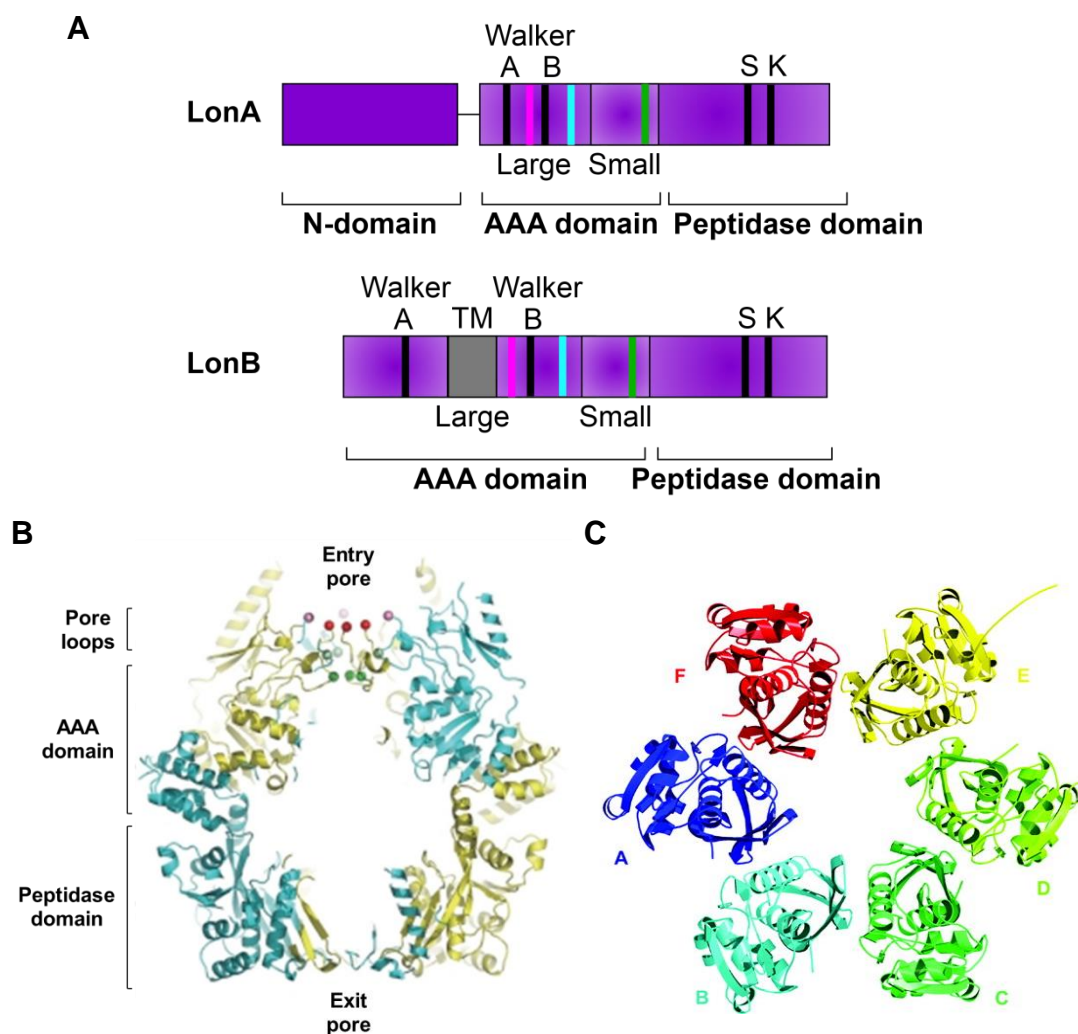 A
Walker
A B S K
LonA
Large Small
N-domain AAA domain Peptidase domain
Walker Walker
A TM B S K
LonB
Large Small
AAA domain Peptidase domain
B
Entry
pore
Pore
loops
AAA
domain
Peptidase
domain
Exit
pore
C
F
E
A
D
B
C